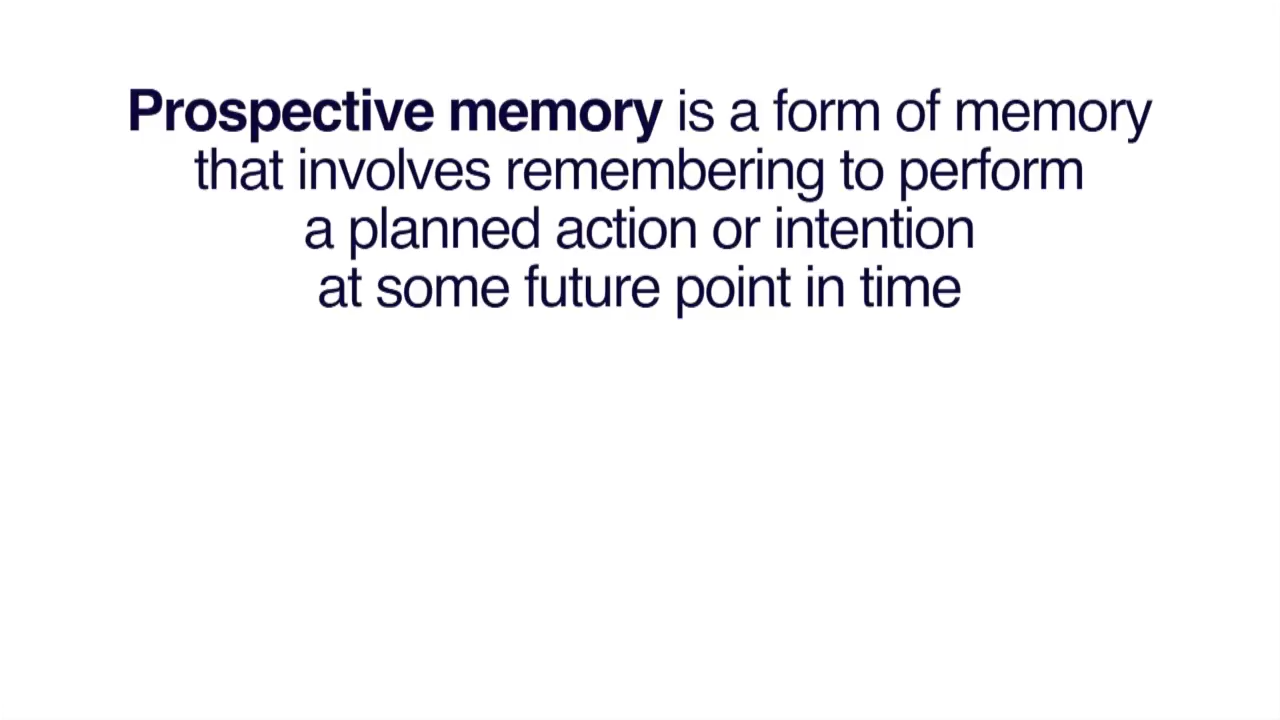 Prospective memory is a form of memory
that involves remembering to perform
a planned action or intention
at some future point in time